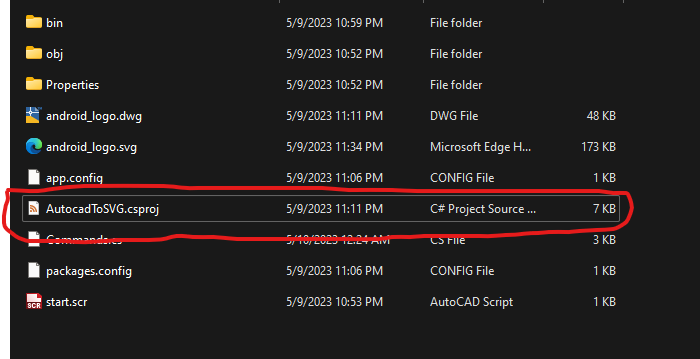 bin 5/9/2023 10:59 PM File folder
obj 5/9/2023 10:52 PM File folder
Properties 5/9/2023 10:52 PM File folder
android_logo.dwg 5/9/2023 11:11 PM DWG File 48 KB
android_logo.svg 5/9/2023 11:34 PM Microsoft Edge H... 173 KB
app.config 5/9/2023 11:06 PM CONFIG File 1 KB
AutocadToSVG.csproj 5/9/2023 11:11 PM C# Project Source ... 7 KB
Commands.cs 5/10/2023 12:24 AM CS File 3 KB
packages.config 5/9/2023 11:06 PM CONFIG File 1 KB
SCR start.scr 5/9/2023 10:53 PM AutoCAD Script 1 KB